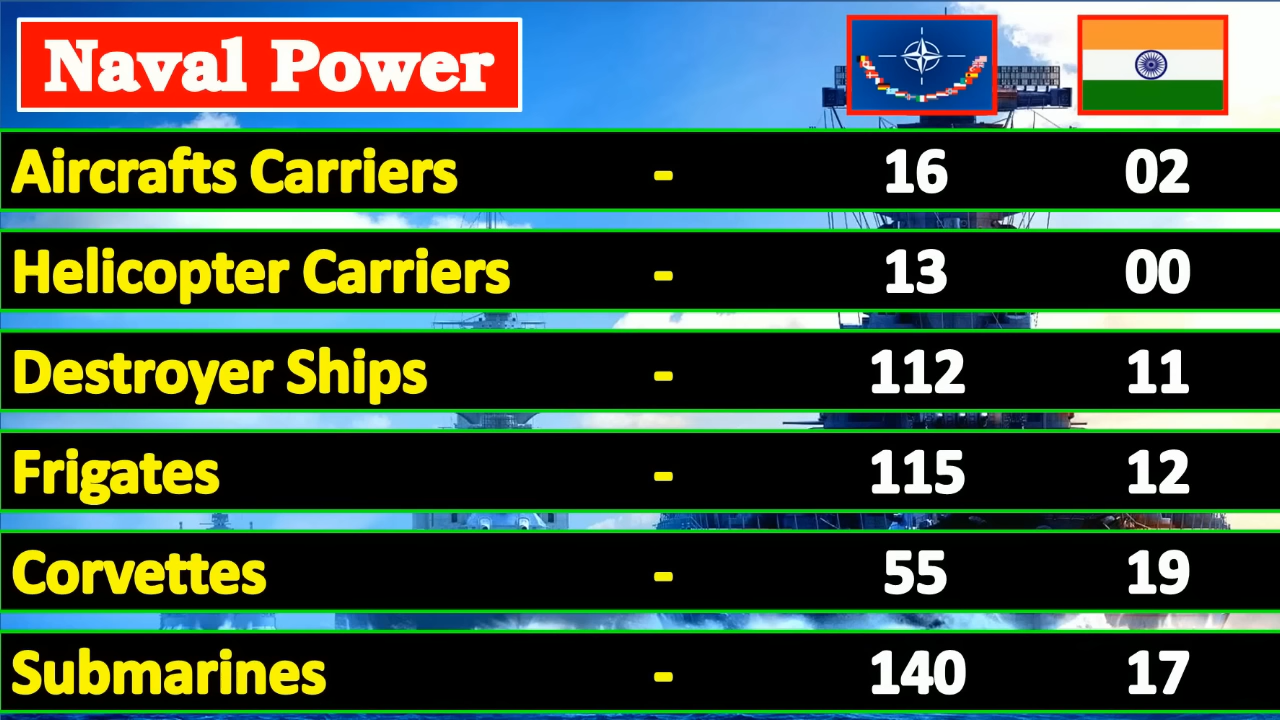 Naval Power
Aircrafts Carriers - 16 02
Helicopter Carriers - 13 00
Destroyer Ships - 112 11
Frigates - 115 12
Corvettes - 55 19
Submarines - 140 17